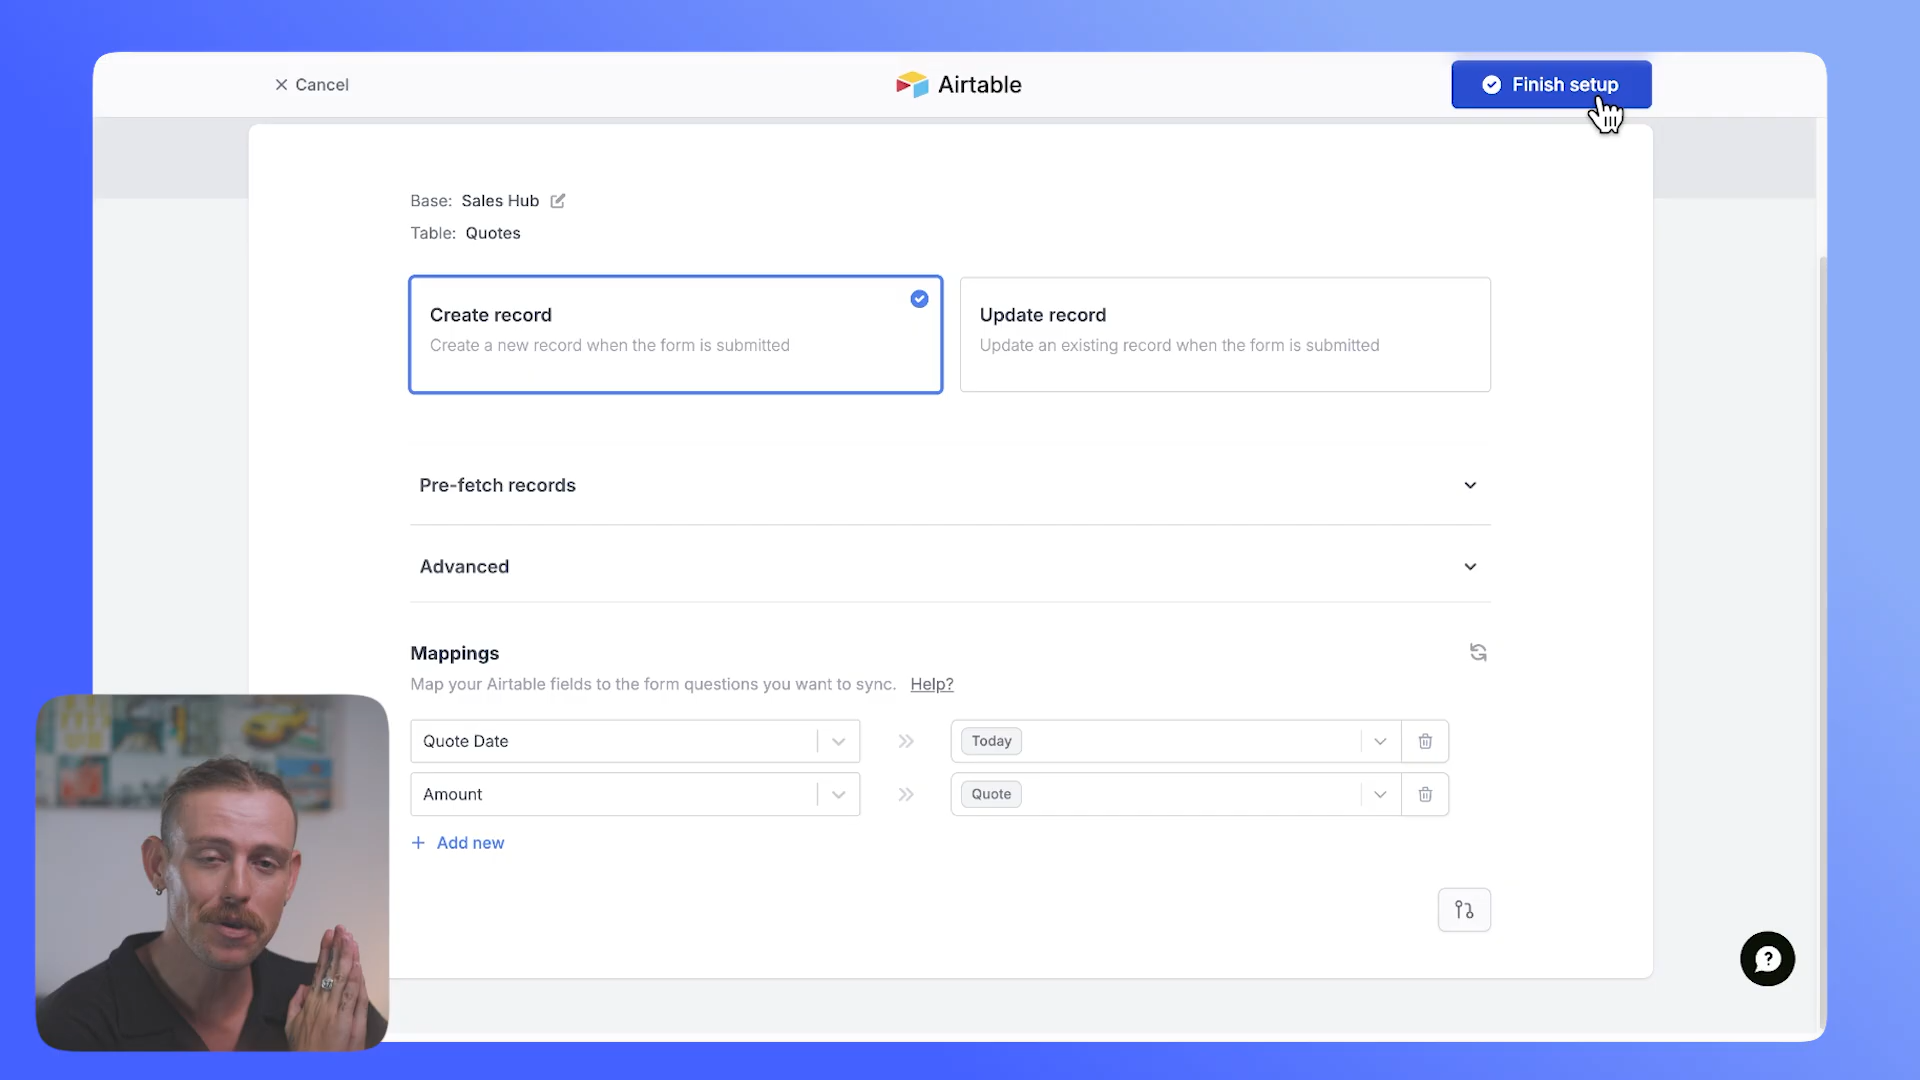 Cancel
Airtable
Finish setup
Base: Sales Hub
Table: Quotes
Create record
Create a new record when the form is submitted
Update record
Update an existing record when the form is submitted
Pre-fetch records
Advanced
Mappings
Map your Airtable fields to the form questions you want to sync. Help?
Quote Date
Today
Amount
Quote
+ Add new